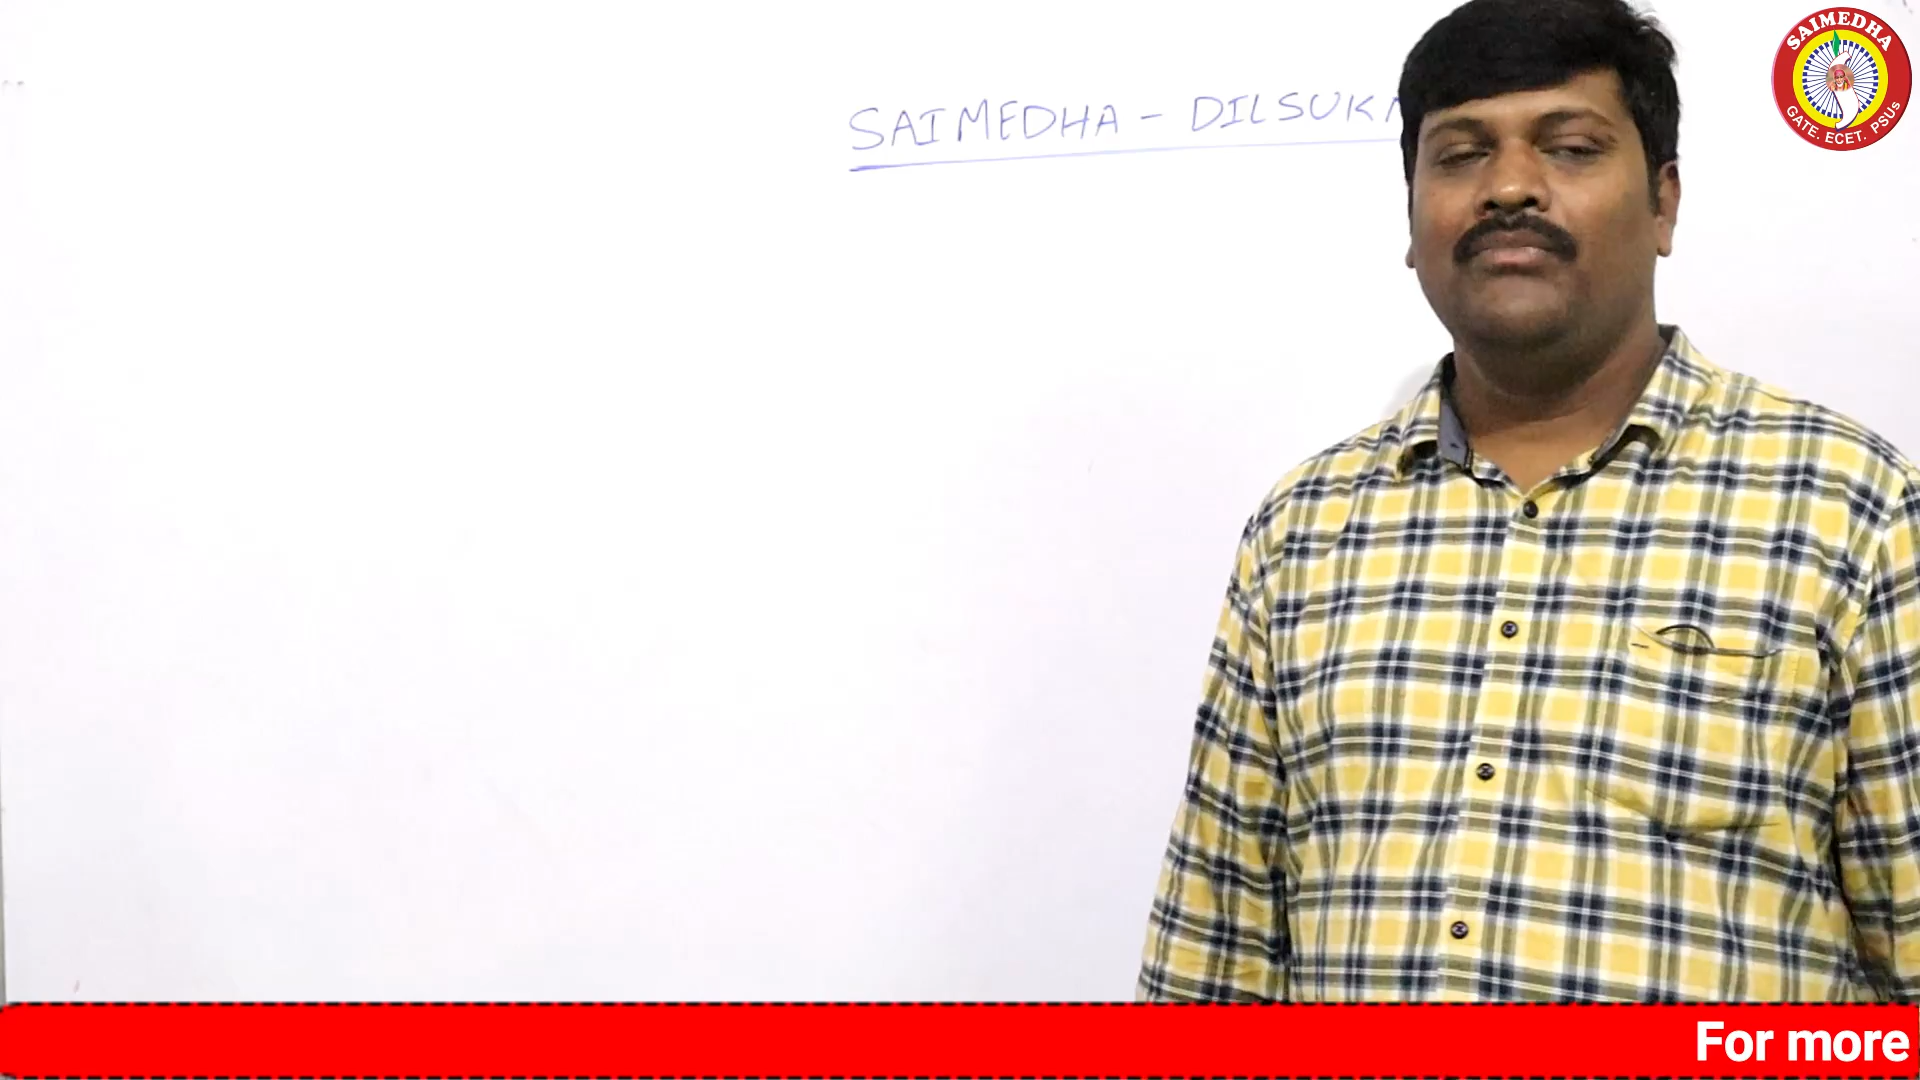 SAIMEDHA - DILSUK
SAIMEDHA
GATE. ECET. PSUs
For more